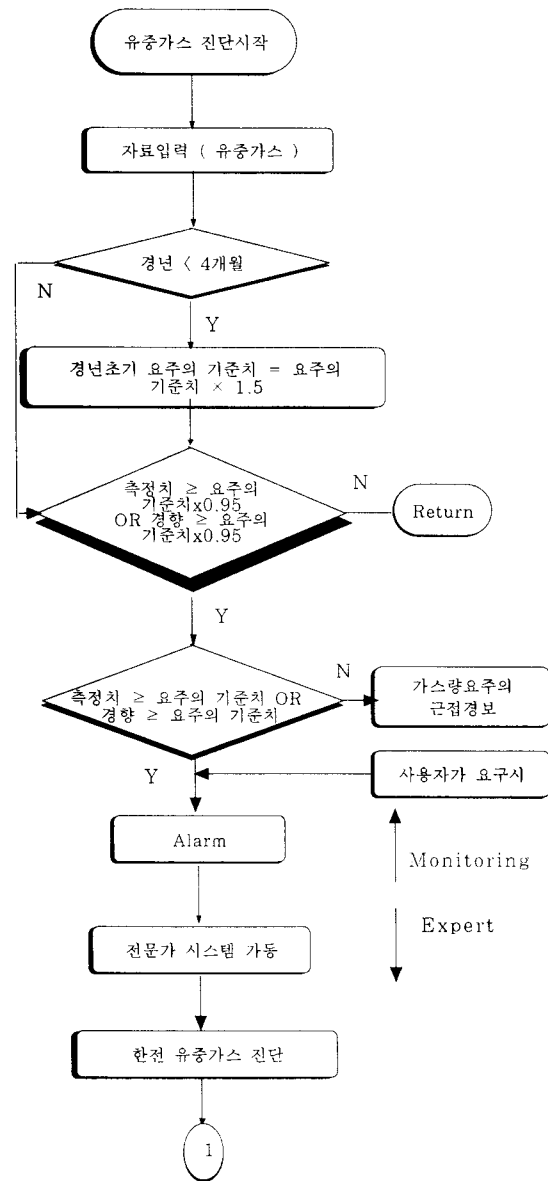 유중가스 진단시작
자료입력 ( 유중가스 )
경년 < 4개월
N
Y
경년초기 요주의 기준치 = 요주의
기준치 × 1.5
측정치 ≥ 요주의
기준치x0.95
OR 경향 ≥ 요주의
기준치x0.95
N
Return
Y
측정치 ≥ 요주의 기준치 OR
경향 ≥ 요주의 기준치
N
가스량요주의
근접경보
Y
사용자가 요구시
Alarm
Monitoring
Expert
전문가 시스템 가동
한전 유중가스 진단
1